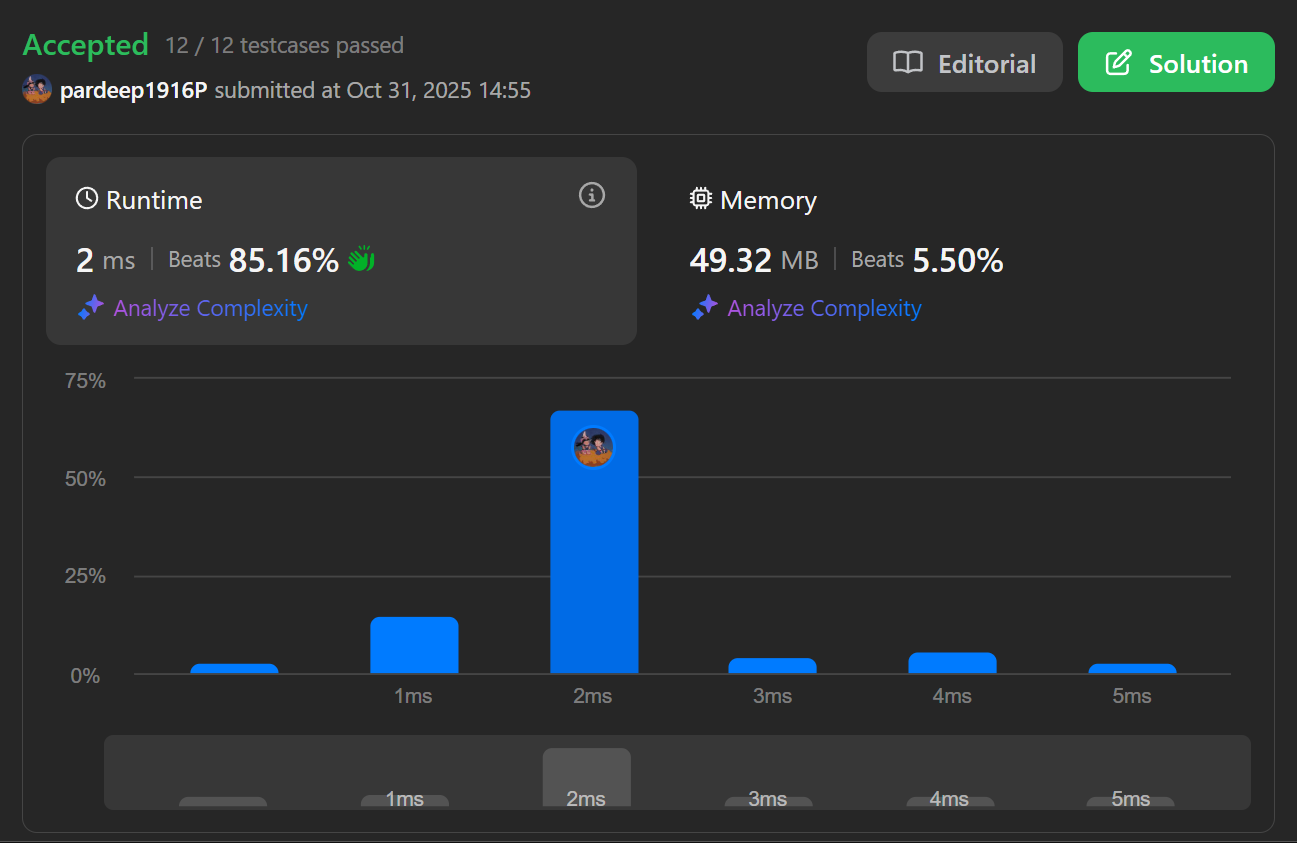 Accepted 12 / 12 testcases passed
Editorial
Solution
pardeep1916P submitted at Oct 31, 2025 14:55
Runtime
2 ms | Beats 85.16%
Analyze Complexity
Memory
49.32 MB | Beats 5.50%
Analyze Complexity
75%
50%
25%
0%
1ms 2ms 3ms 4ms 5ms
1ms 2ms 3ms 4ms 5ms